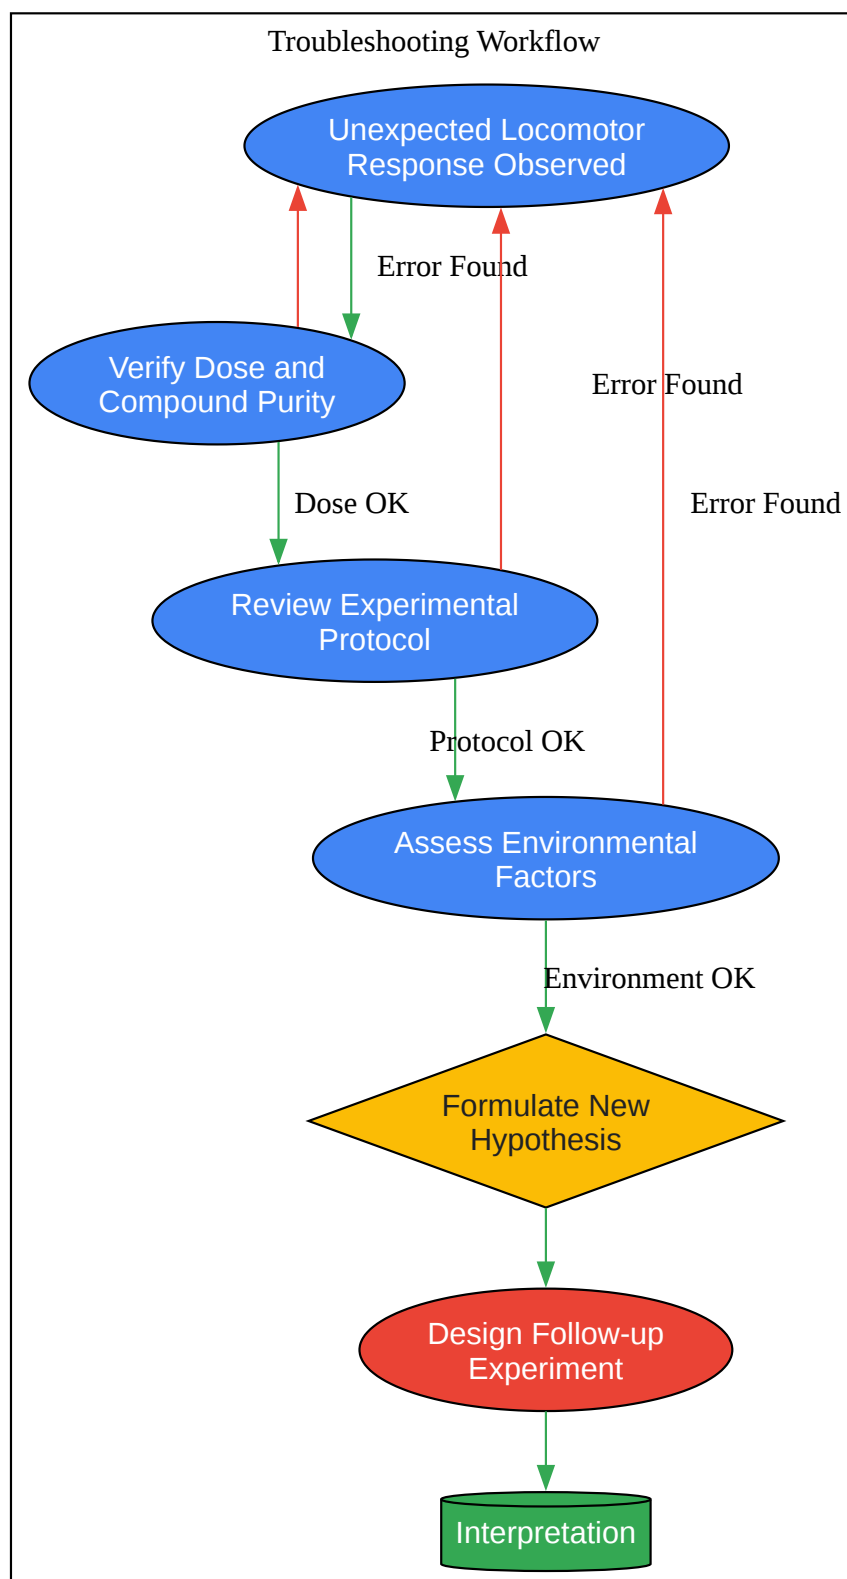 Troubleshooting Workflow
Unexpected Locomotor
Response Observed
Error Found
Verify Dose and
Compound Purity
Error Found
Dose OK
Error Found
Review Experimental
Protocol
Protocol OK
Assess Environmental
Factors
Environment OK
Formulate New
Hypothesis
Design Follow-up
Experiment
Interpretation